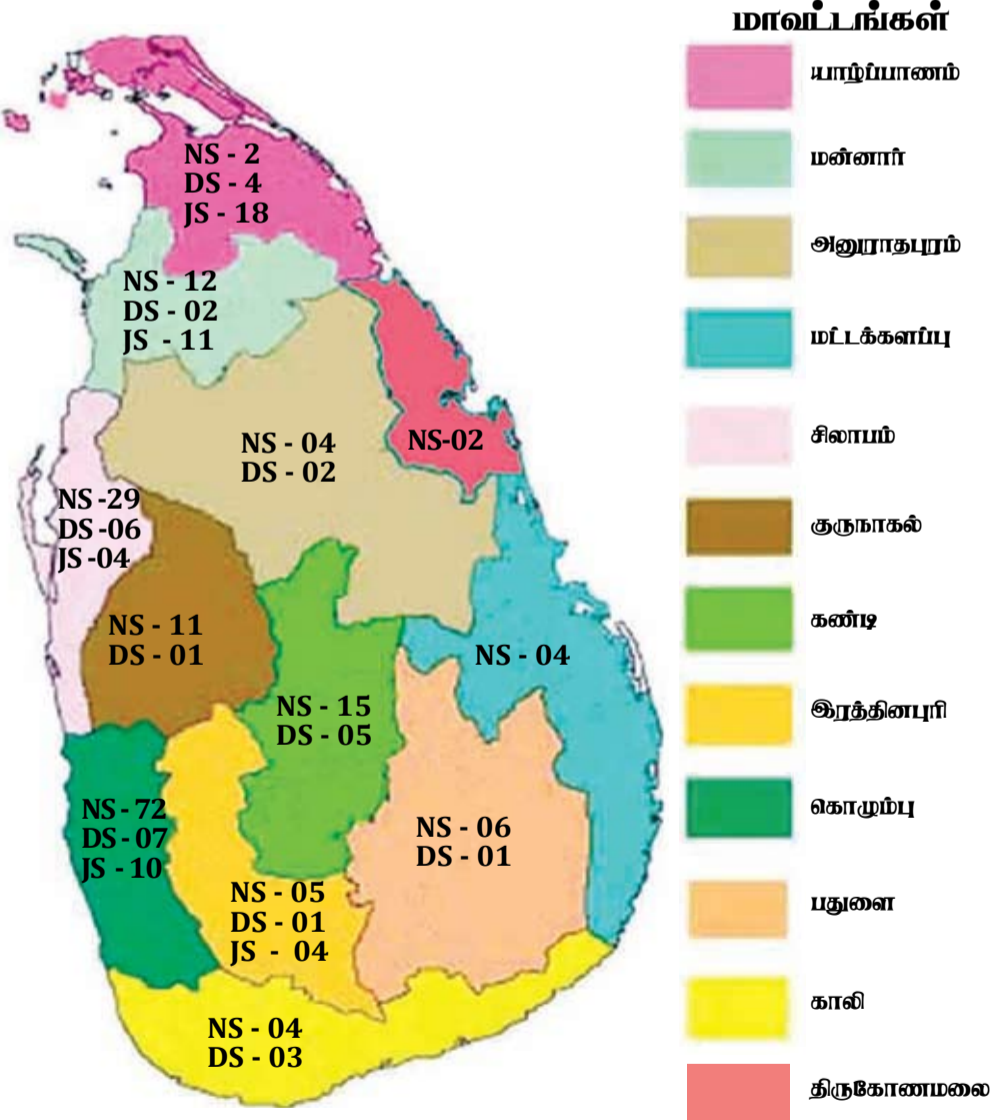 மாவட்டங்கள்
யாழ்ப்பாணம்
மன்னார்
அனுராதபுரம்
மட்டக்களப்பு
சிலாபம்
குருநாகல்
கண்டி
இரத்தினபுரி
கொழும்பு
பதுளை
காலி
திருகோணமலை
NS - 2
DS - 4
JS - 18
NS - 12
DS - 02
JS - 11
NS - 04
DS - 02
NS-02
NS -29
DS -06
JS -04
NS - 11
DS - 01
NS - 04
NS - 15
DS - 05
NS - 72
DS - 07
JS - 10
NS - 06
DS - 01
NS - 05
DS - 01
JS - 04
NS - 04
DS - 03